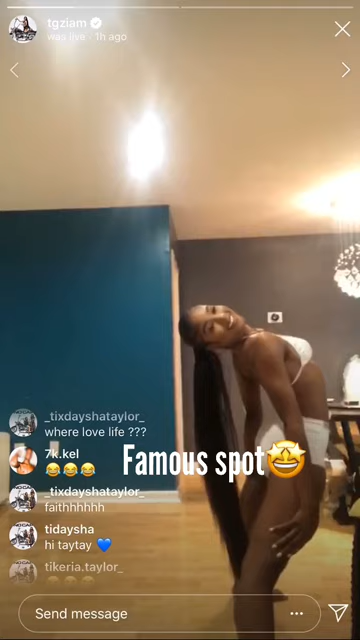 tgziam
was live · 1h ago
_tixdayshataylor_
where love life ???
7k.kel
😂😂😂
_tixdayshataylor_
faithhhhhh
tidaysha
hi taytay 💙
tikeria.taylor_
😂😂😂
Famous spot🤩
Send message